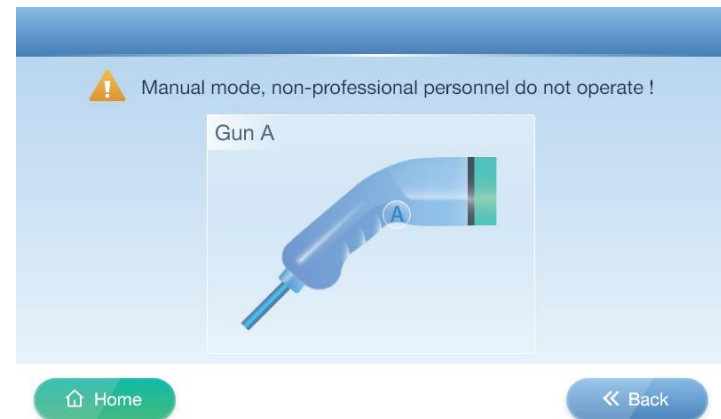 Manual mode, non-professional personnel do not operate !
Gun A
A
Home
Back